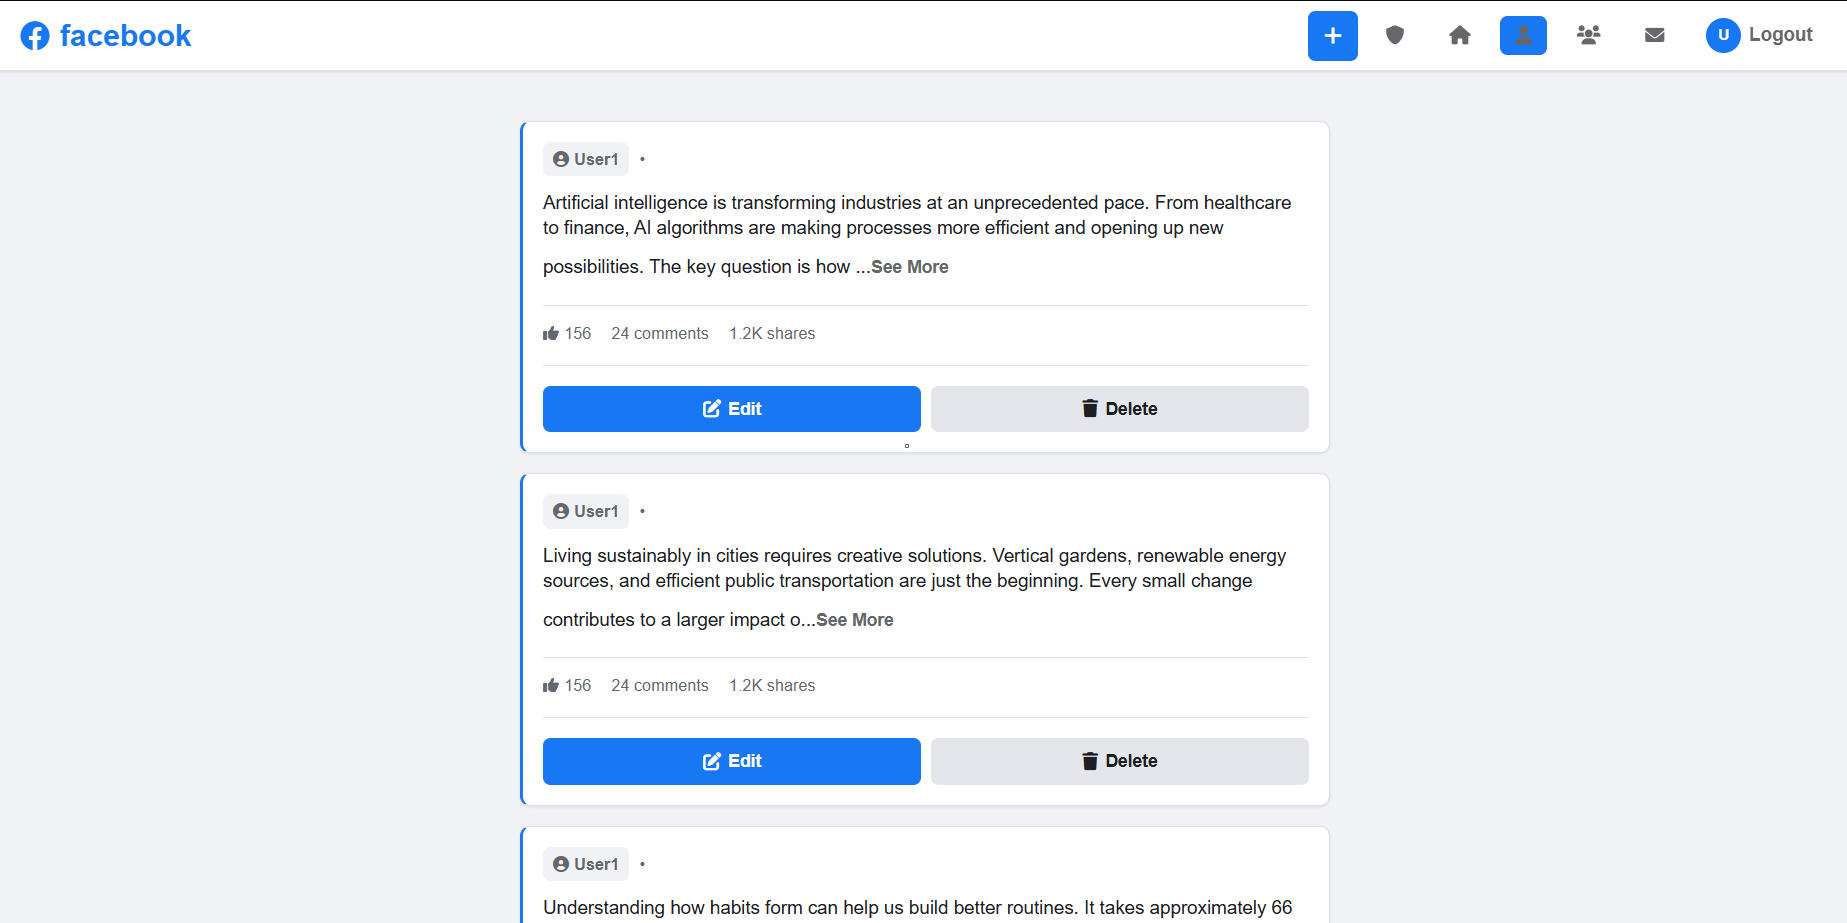 facebook
U Logout
User1 •
Artificial intelligence is transforming industries at an unprecedented pace. From healthcare
to finance, AI algorithms are making processes more efficient and opening up new
possibilities. The key question is how ...See More
156 24 comments 1.2K shares
Edit Delete
User1 •
Living sustainably in cities requires creative solutions. Vertical gardens, renewable energy
sources, and efficient public transportation are just the beginning. Every small change
contributes to a larger impact o...See More
156 24 comments 1.2K shares
Edit Delete
User1 •
Understanding how habits form can help us build better routines. It takes approximately 66